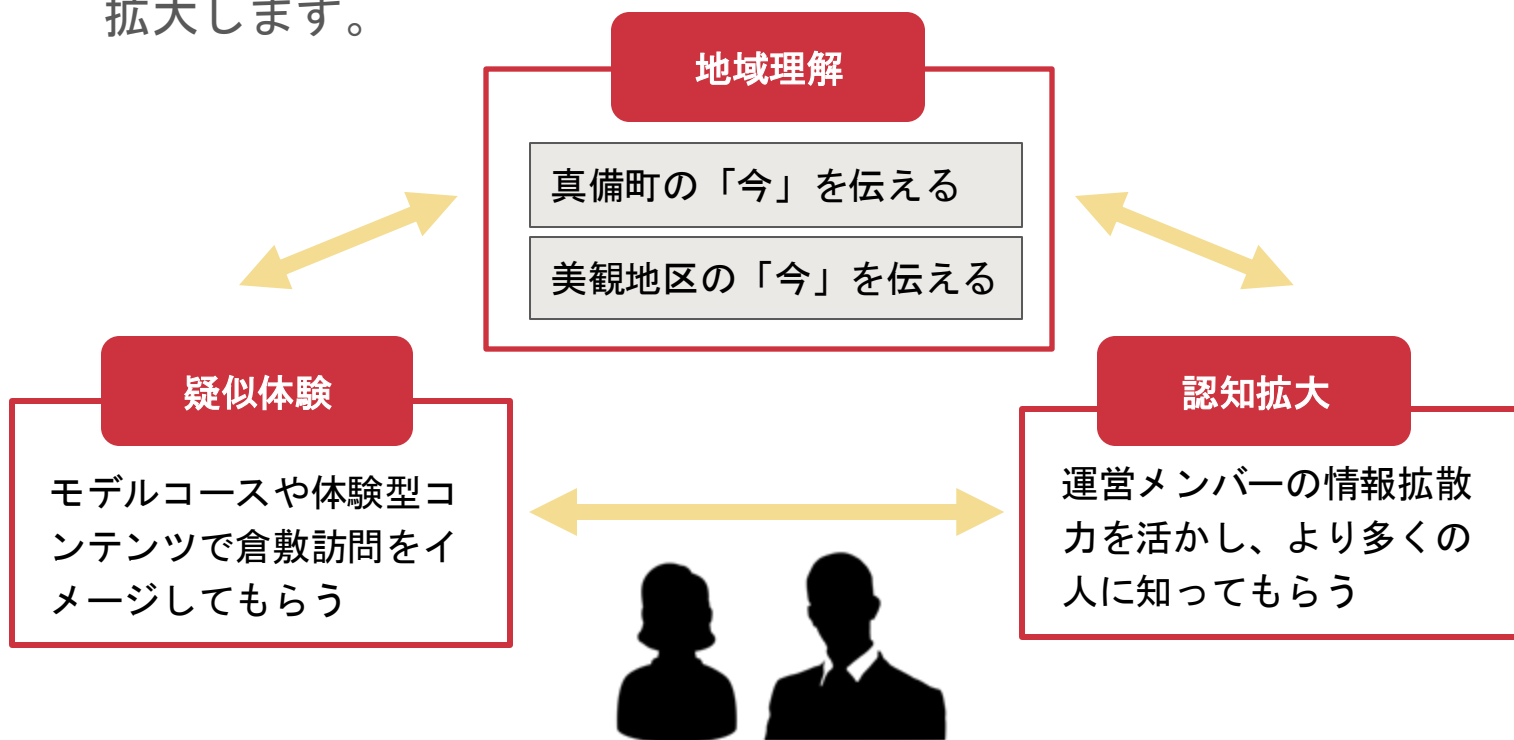 拡大します。
地域理解
真備町の「今」を伝える
美観地区の「今」を伝える
疑似体験
モデルコースや体験型コ
ンテンツで倉敷訪問をイ
メージしてもらう
認知拡大
運営メンバーの情報拡散
力を活かし、より多くの
人に知ってもらう